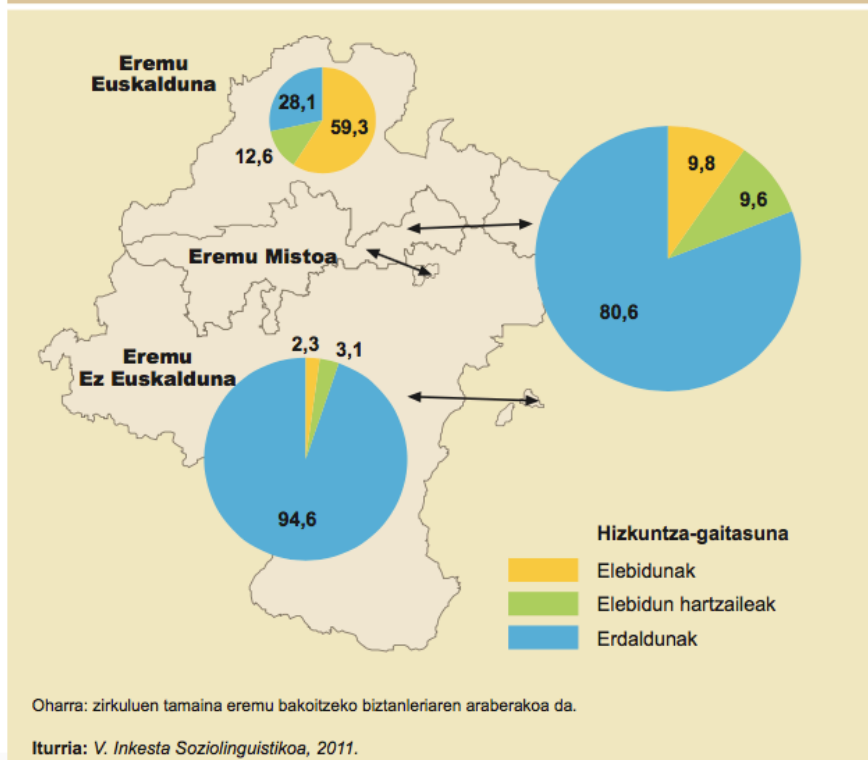 Eremu
Euskalduna
28,1
59,3
12,6
9,8
9,6
80,6
Eremu Mistoa
Eremu
Ez Euskalduna
2,3
3,1
94,6
Hizkuntza-gaitasuna
Elebidunak
Elebidun hartzaileak
Erdaldunak
Oharra: zirkuluen tamaina eremu bakoitzeko biztanleriaren araberakoa da.
Iturria: V. Inkesta Soziolinguistikoa, 2011.